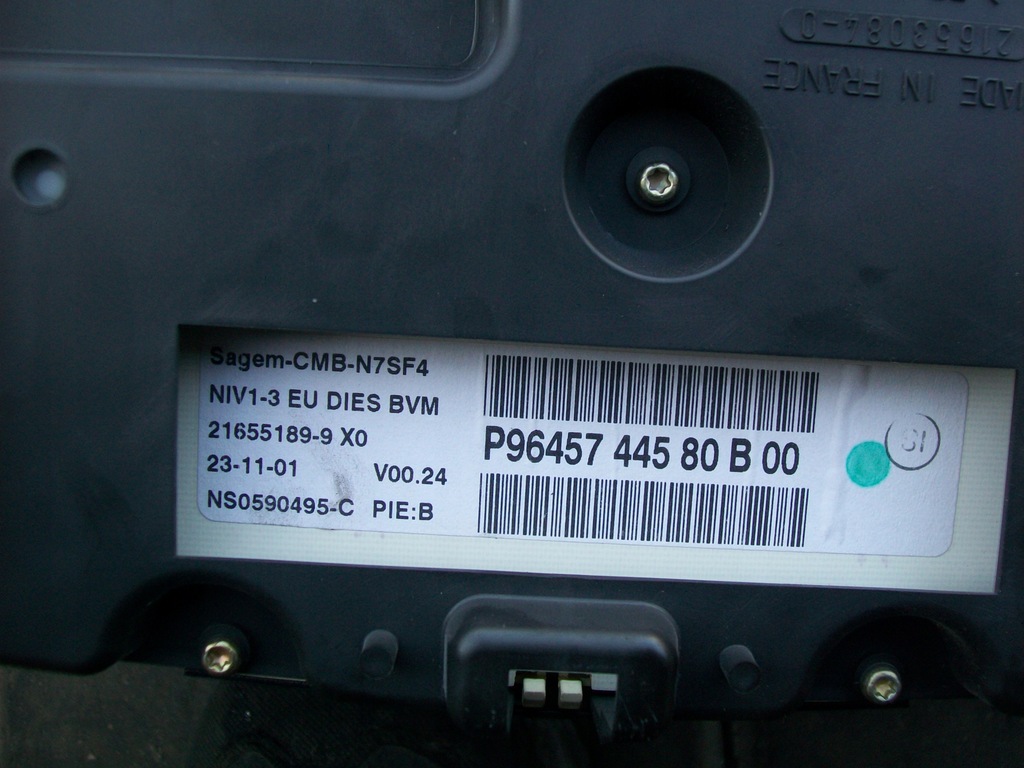 21653084-0
MADE IN FRANCE
Sagem-CMB-N7SF4
NIV1-3 EU DIES BVM
21655189-9 X0
23-11-01 V00.24
NS0590495-C PIE:B
P96457 445 80 B 00